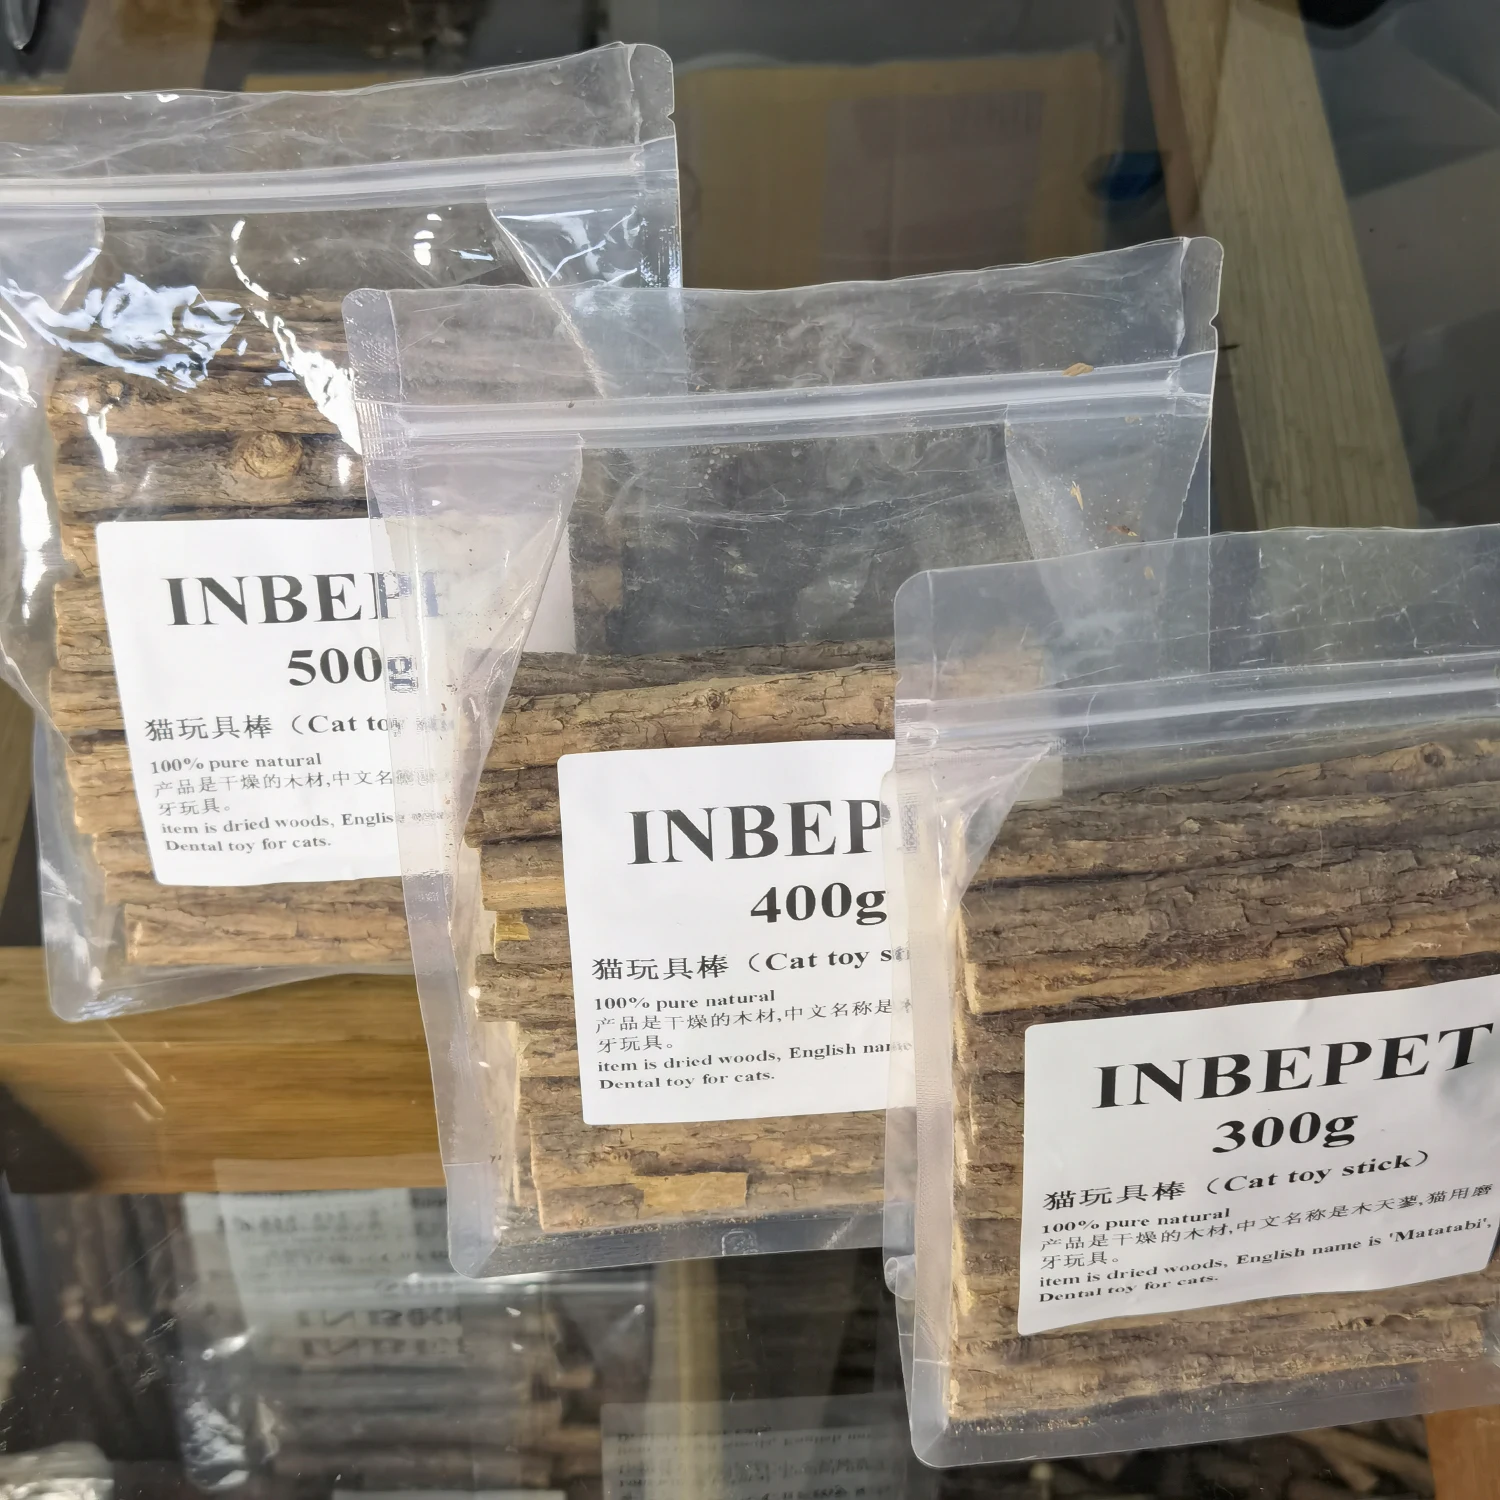 INBEPE
500g
猫玩具棒（Cat toy
100% pure natural
产品是干燥的木材,中文名
牙玩具。
item is dried woods, Englis
Dental toy for cats.
INBEP
400g
猫玩具棒（Cat toy st
100% pure natural
产品是干燥的木材,中文名称是木
牙玩具。
item is dried woods, English name
Dental toy for cats.
INBEPET
300g
猫玩具棒（Cat toy stick）
100% pure natural
产品是干燥的木材,中文名称是木天蓼,猫用磨
牙玩具。
item is dried woods, English name is 'Matatabi',
Dental toy for cats.